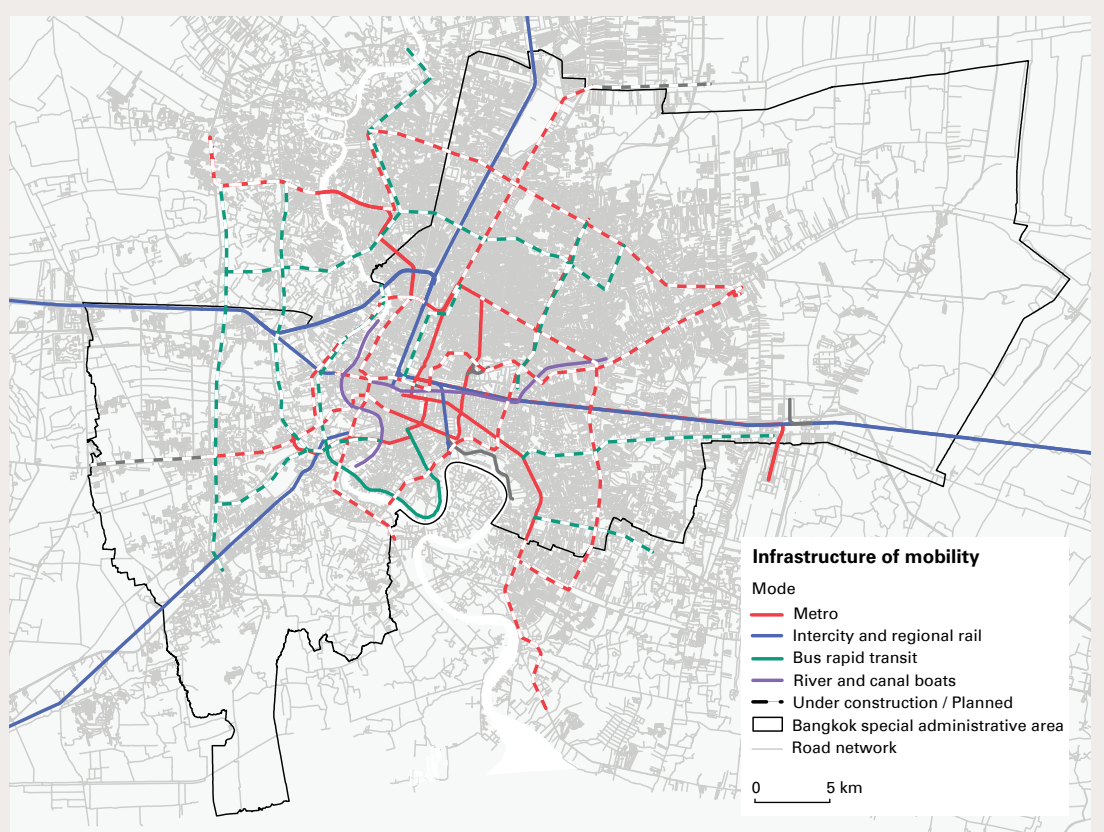 Infrastructure of mobility
Mode
Metro
Intercity and regional rail
Bus rapid transit
River and canal boats
Under construction / Planned
Bangkok special administrative area
Road network
0 5 km